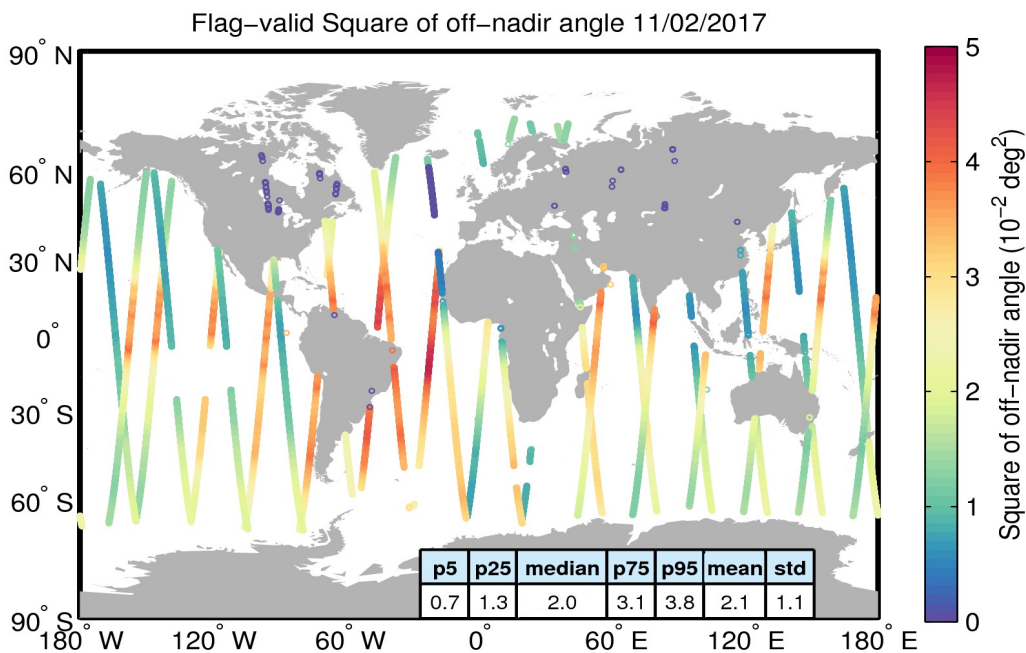 Flag−valid Square of off−nadir angle 11/02/2017
90° N
60° N
30° N
0°
30° S
60° S
90° S
180° W
120° W
60° W
0°
60° E
120° E
180° E
p5 p25 median p75 p95 mean std
0.7 1.3 2.0 3.1 3.8 2.1 1.1
5
4
3
2
1
0
Square of off−nadir angle (10⁻² deg²)